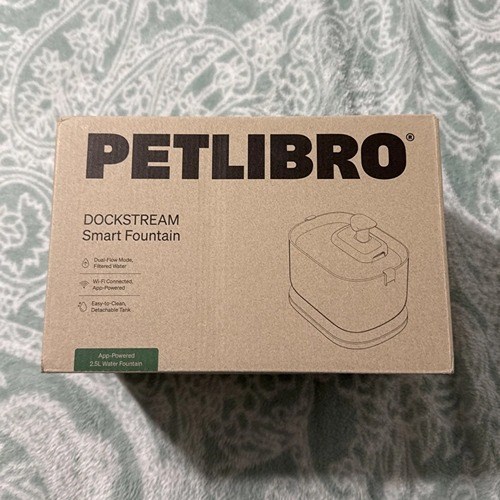 PETLIBRO®
DOCKSTREAM
Smart Fountain
Dual-Flow Mode,
Filtered Water
Wi-Fi Connected,
App-Powered
Easy-to-Clean,
Detachable Tank
App-Powered
2.5L Water Fountain